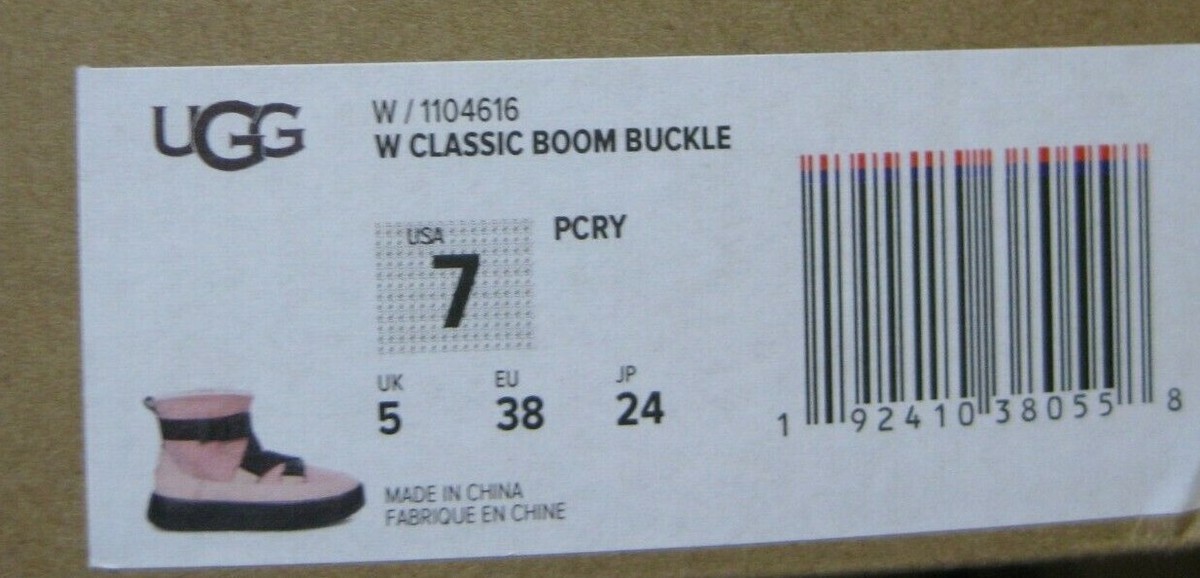 UGG
W / 1104616
W CLASSIC BOOM BUCKLE
USA
7
PCRY
UK EU JP
5 38 24
MADE IN CHINA
FABRIQUE EN CHINE
1 92410 38055 8